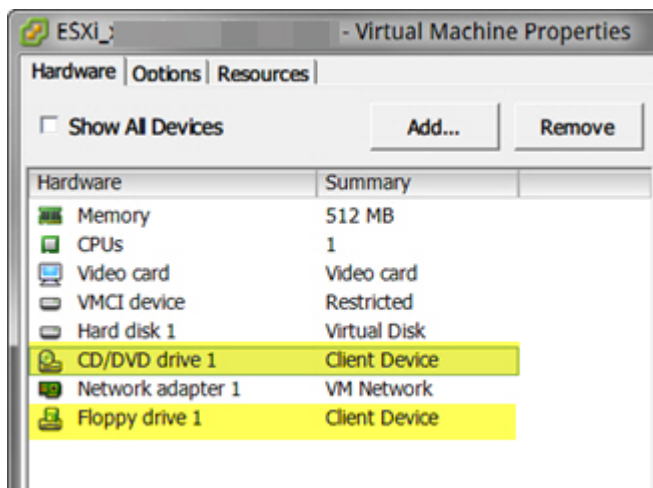 ESXi_ - Virtual Machine Properties
Hardware Options Resources
Show All Devices Add... Remove
Hardware Summary
Memory 512 MB
CPUs 1
Video card Video card
VMCI device Restricted
Hard disk 1 Virtual Disk
CD/DVD drive 1 Client Device
Network adapter 1 VM Network
Floppy drive 1 Client Device